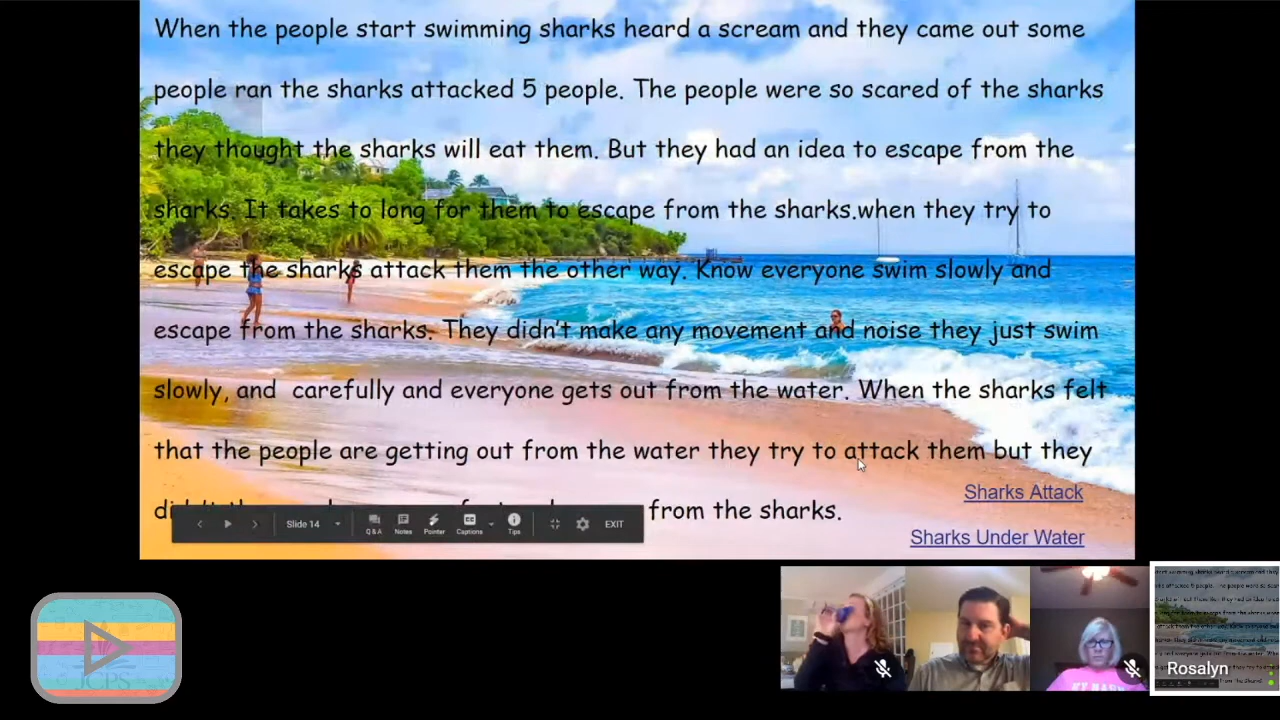 When the people start swimming sharks heard a scream and they came out some
people ran the sharks attacked 5 people. The people were so scared of the sharks
they thought the sharks will eat them. But they had an idea to escape from the
sharks. It takes to long for them to escape from the sharks.when they try to
escape the sharks attack them the other way. Know everyone swim slowly and
escape from the sharks. They didn't make any movement and noise they just swim
slowly, and carefully and everyone gets out from the water. When the sharks felt
that the people are getting out from the water they try to attack them but they
from the sharks.
Sharks Attack
Sharks Under Water
Slide 14
Q & A
Notes
Pointer
Captions
Tips
EXIT
CC
JCPS
Rosalyn